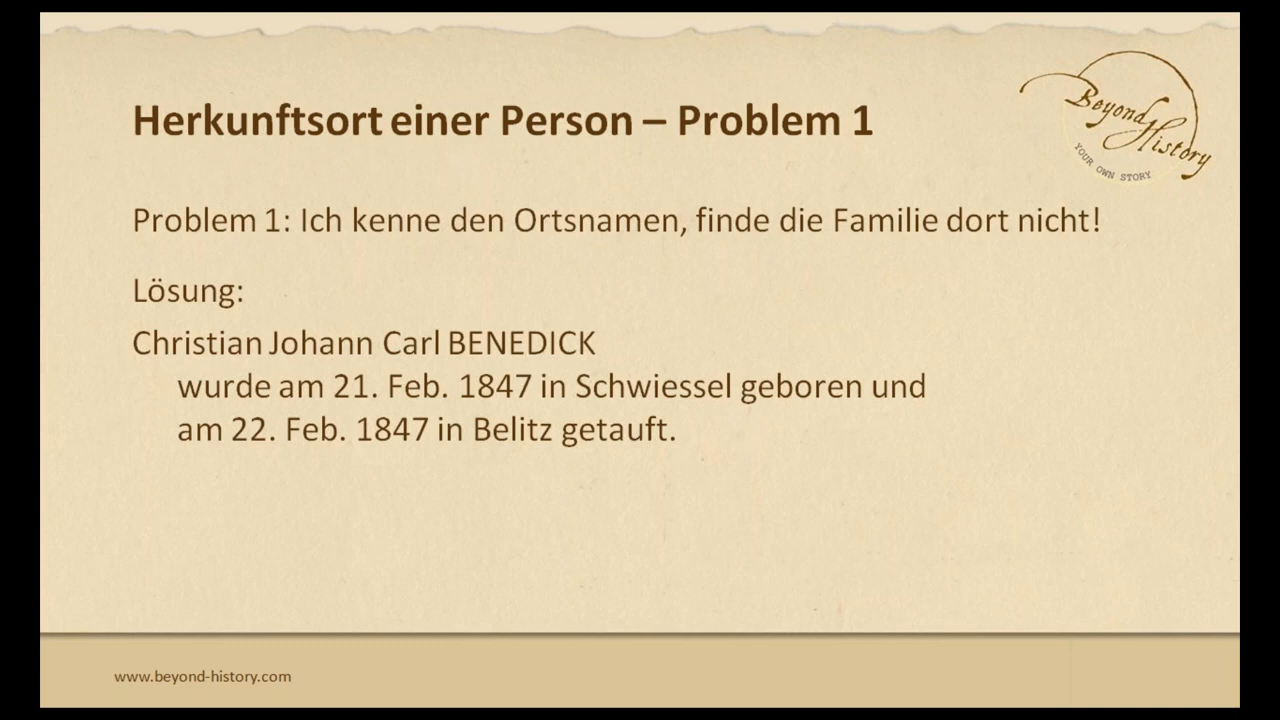 Herkunftsort einer Person – Problem 1
Beyond
History
YOUR OWN STORY
Problem 1: Ich kenne den Ortsnamen, finde die Familie dort nicht!
Lösung:
Christian Johann Carl BENEDICK
wurde am 21. Feb. 1847 in Schwiessel geboren und
am 22. Feb. 1847 in Belitz getauft.
www.beyond-history.com